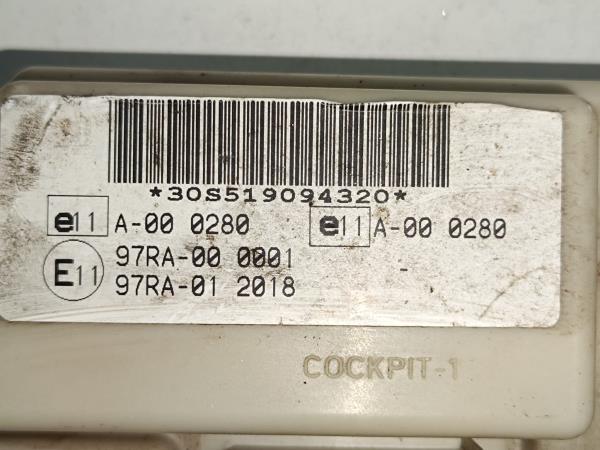 *30S519094320*
e11 A-00 0280 e11 A-00 0280
E11 97RA-00 0001
97RA-01 2018
COCKPIT-1